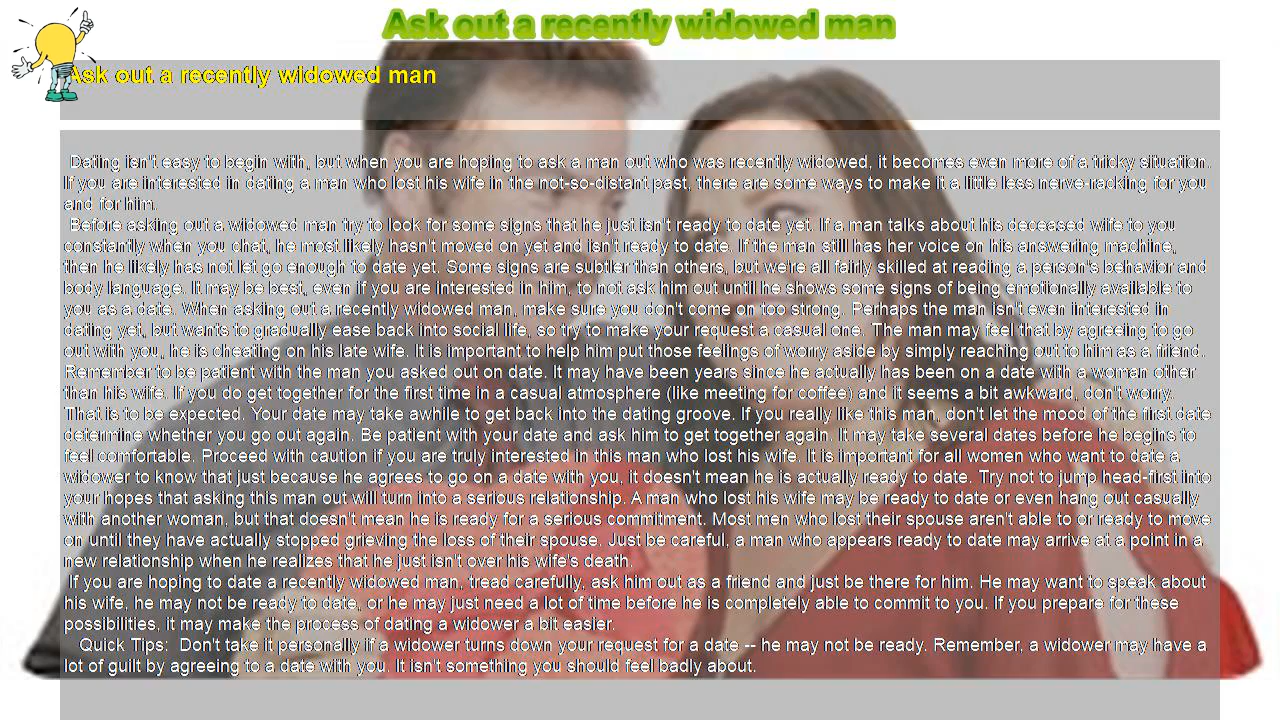 Ask out a recently widowed man
Ask out a recently widowed man
Dating isn't easy to begin with, but when you are hoping to ask a man out who was recently widowed, it becomes even more of a tricky situation.
If you are interested in dating a man who lost his wife in the not-so-distant past, there are some ways to make it a little less nerve-racking for you
and for him.
Before asking out a widowed man try to look for some signs that he just isn't ready to date yet. If a man talks about his deceased wife to you
constantly when you chat, he most likely hasn't moved on yet and isn't ready to date. If the man still has her voice on his answering machine,
then he likely has not let go enough to date yet. Some signs are subtler than others, but we're all fairly skilled at reading a person's behavior and
body language. It may be best, even if you are interested in him, to not ask him out until he shows some signs of being emotionally available to
you as a date. When asking out a recently widowed man, make sure you don't come on too strong. Perhaps the man isn't even interested in
dating yet, but wants to gradually ease back into social life, so try to make your request a casual one. The man may feel that by agreeing to go
out with you, he is cheating on his late wife. It is important to help him put those feelings of worry aside by simply reaching out to him as a friend.
Remember to be patient with the man you asked out on date. It may have been years since he actually has been on a date with a woman other
than his wife. If you do get together for the first time in a casual atmosphere (like meeting for coffee) and it seems a bit awkward, don't worry.
That is to be expected. Your date may take awhile to get back into the dating groove. If you really like this man, don't let the mood of the first date
determine whether you go out again. Be patient with your date and ask him to get together again. It may take several dates before he begins to
feel comfortable. Proceed with caution if you are truly interested in this man who lost his wife. It is important for all women who want to date a
widower to know that just because he agrees to go on a date with you, it doesn't mean he is actually ready to date. Try not to jump head-first into
your hopes that asking this man out will turn into a serious relationship. A man who lost his wife may be ready to date or even hang out casually
with another woman, but that doesn't mean he is ready for a serious commitment. Most men who lost their spouse aren't able to or ready to move
on until they have actually stopped grieving the loss of their spouse. Just be careful, a man who appears ready to date may arrive at a point in a
new relationship when he realizes that he just isn't over his wife's death.
If you are hoping to date a recently widowed man, tread carefully, ask him out as a friend and just be there for him. He may want to speak about
his wife, he may not be ready to date, or he may just need a lot of time before he is completely able to commit to you. If you prepare for these
possibilities, it may make the process of dating a widower a bit easier.
Quick Tips: Don't take it personally if a widower turns down your request for a date -- he may not be ready. Remember, a widower may have a
lot of guilt by agreeing to a date with you. It isn't something you should feel badly about.